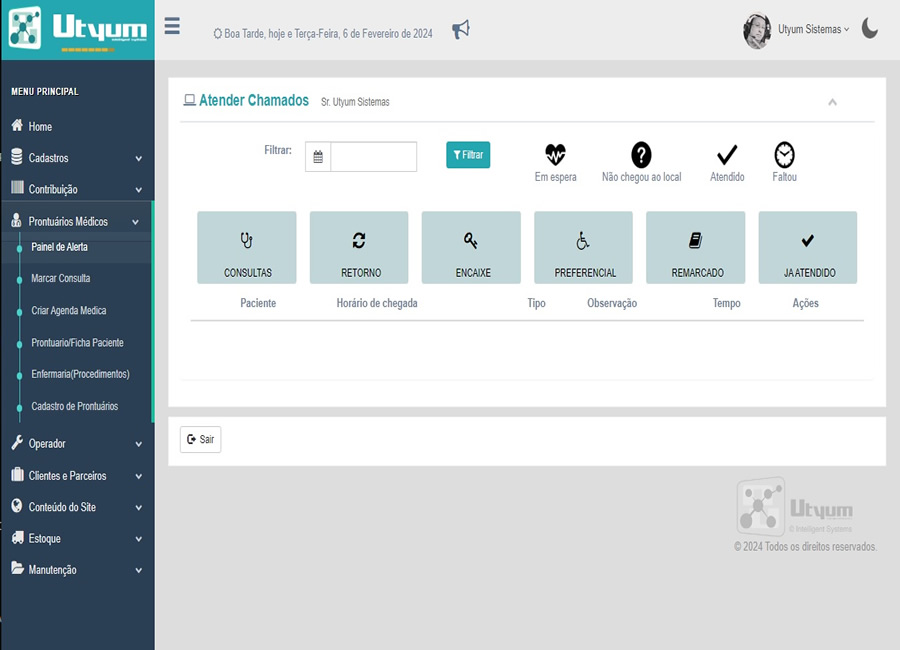 Utyum
Intelligent Systems
Boa Tarde, hoje e Terça-Feira, 6 de Fevereiro de 2024
Utyum Sistemas
MENU PRINCIPAL
Home
Cadastros
Contribuição
Prontuários Médicos
Painel de Alerta
Marcar Consulta
Criar Agenda Medica
Prontuario/Ficha Paciente
Enfermaria(Procedimentos)
Cadastro de Prontuários
Operador
Clientes e Parceiros
Conteúdo do Site
Estoque
Manutenção
Atender Chamados Sr. Utyum Sistemas
Filtrar: Filtrar
Em espera Não chegou ao local Atendido Faltou
CONSULTAS RETORNO ENCAIXE PREFERENCIAL REMARCADO JA ATENDIDO
Paciente Horário de chegada Tipo Observação Tempo Ações
Sair
Utyum
© Intelligent Systems
© 2024 Todos os direitos reservados.